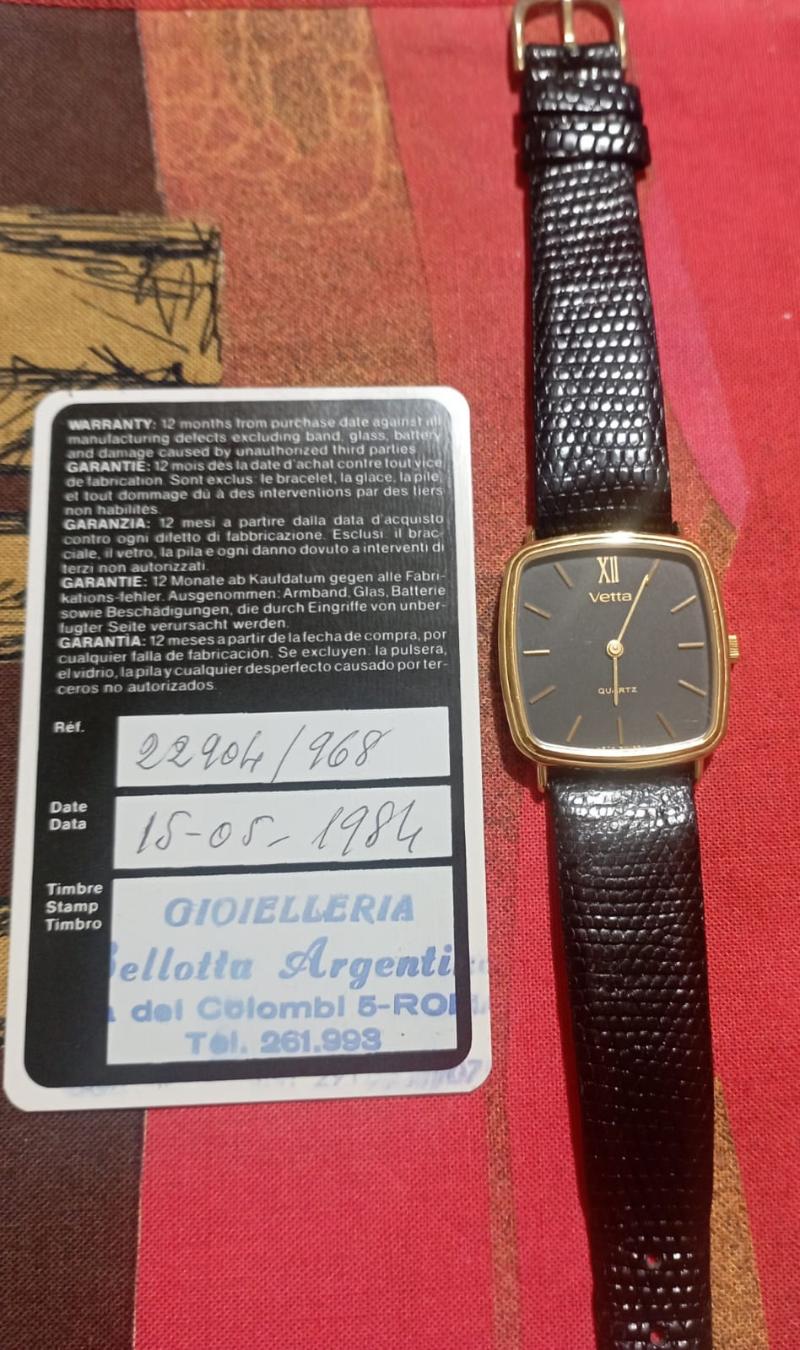 WARRANTY: 12 months from purchase date against all
manufacturing defects excluding band, glass, battery
and damage caused by unauthorized third parties
GARANTIE: 12 mois dès la date d'achat contre tout vice
de fabrication. Sont exclus: le bracelet, la glace, la pile,
et tout dommage dû à des interventions par des tiers
non habilités.
GARANZIA: 12 mesi a partire dalla data d'acquisto
contro ogni difetto di fabbricazione. Esclusi: il brac-
ciale, il vetro, la pila e ogni danno dovuto a interventi di
terzi non autorizzati.
GARANTIE: 12 Monate ab Kaufdatum gegen alle Fabri-
kations-fehler. Ausgenommen: Armband, Glas, Batterie
sowie Beschädigungen, die durch Eingriffe von unber-
fugter Seite verursacht werden.
GARANTÌA: 12 meses a partir de la fecha de compra, por
cualquier falla de fabricación. Se excluyen: la pulsera,
el vidrio, la pila y cualquier desperfecto causado por ter-
ceros no autorizados.
Réf.
22904/968
Date
Data
15-05-1984
Timbre
Stamp
Timbro
GIOIELLERIA
Bellotta Argenti
dei Colombi 5-ROMA
Tel. 261.993
XII
Vetta
QUARTZ